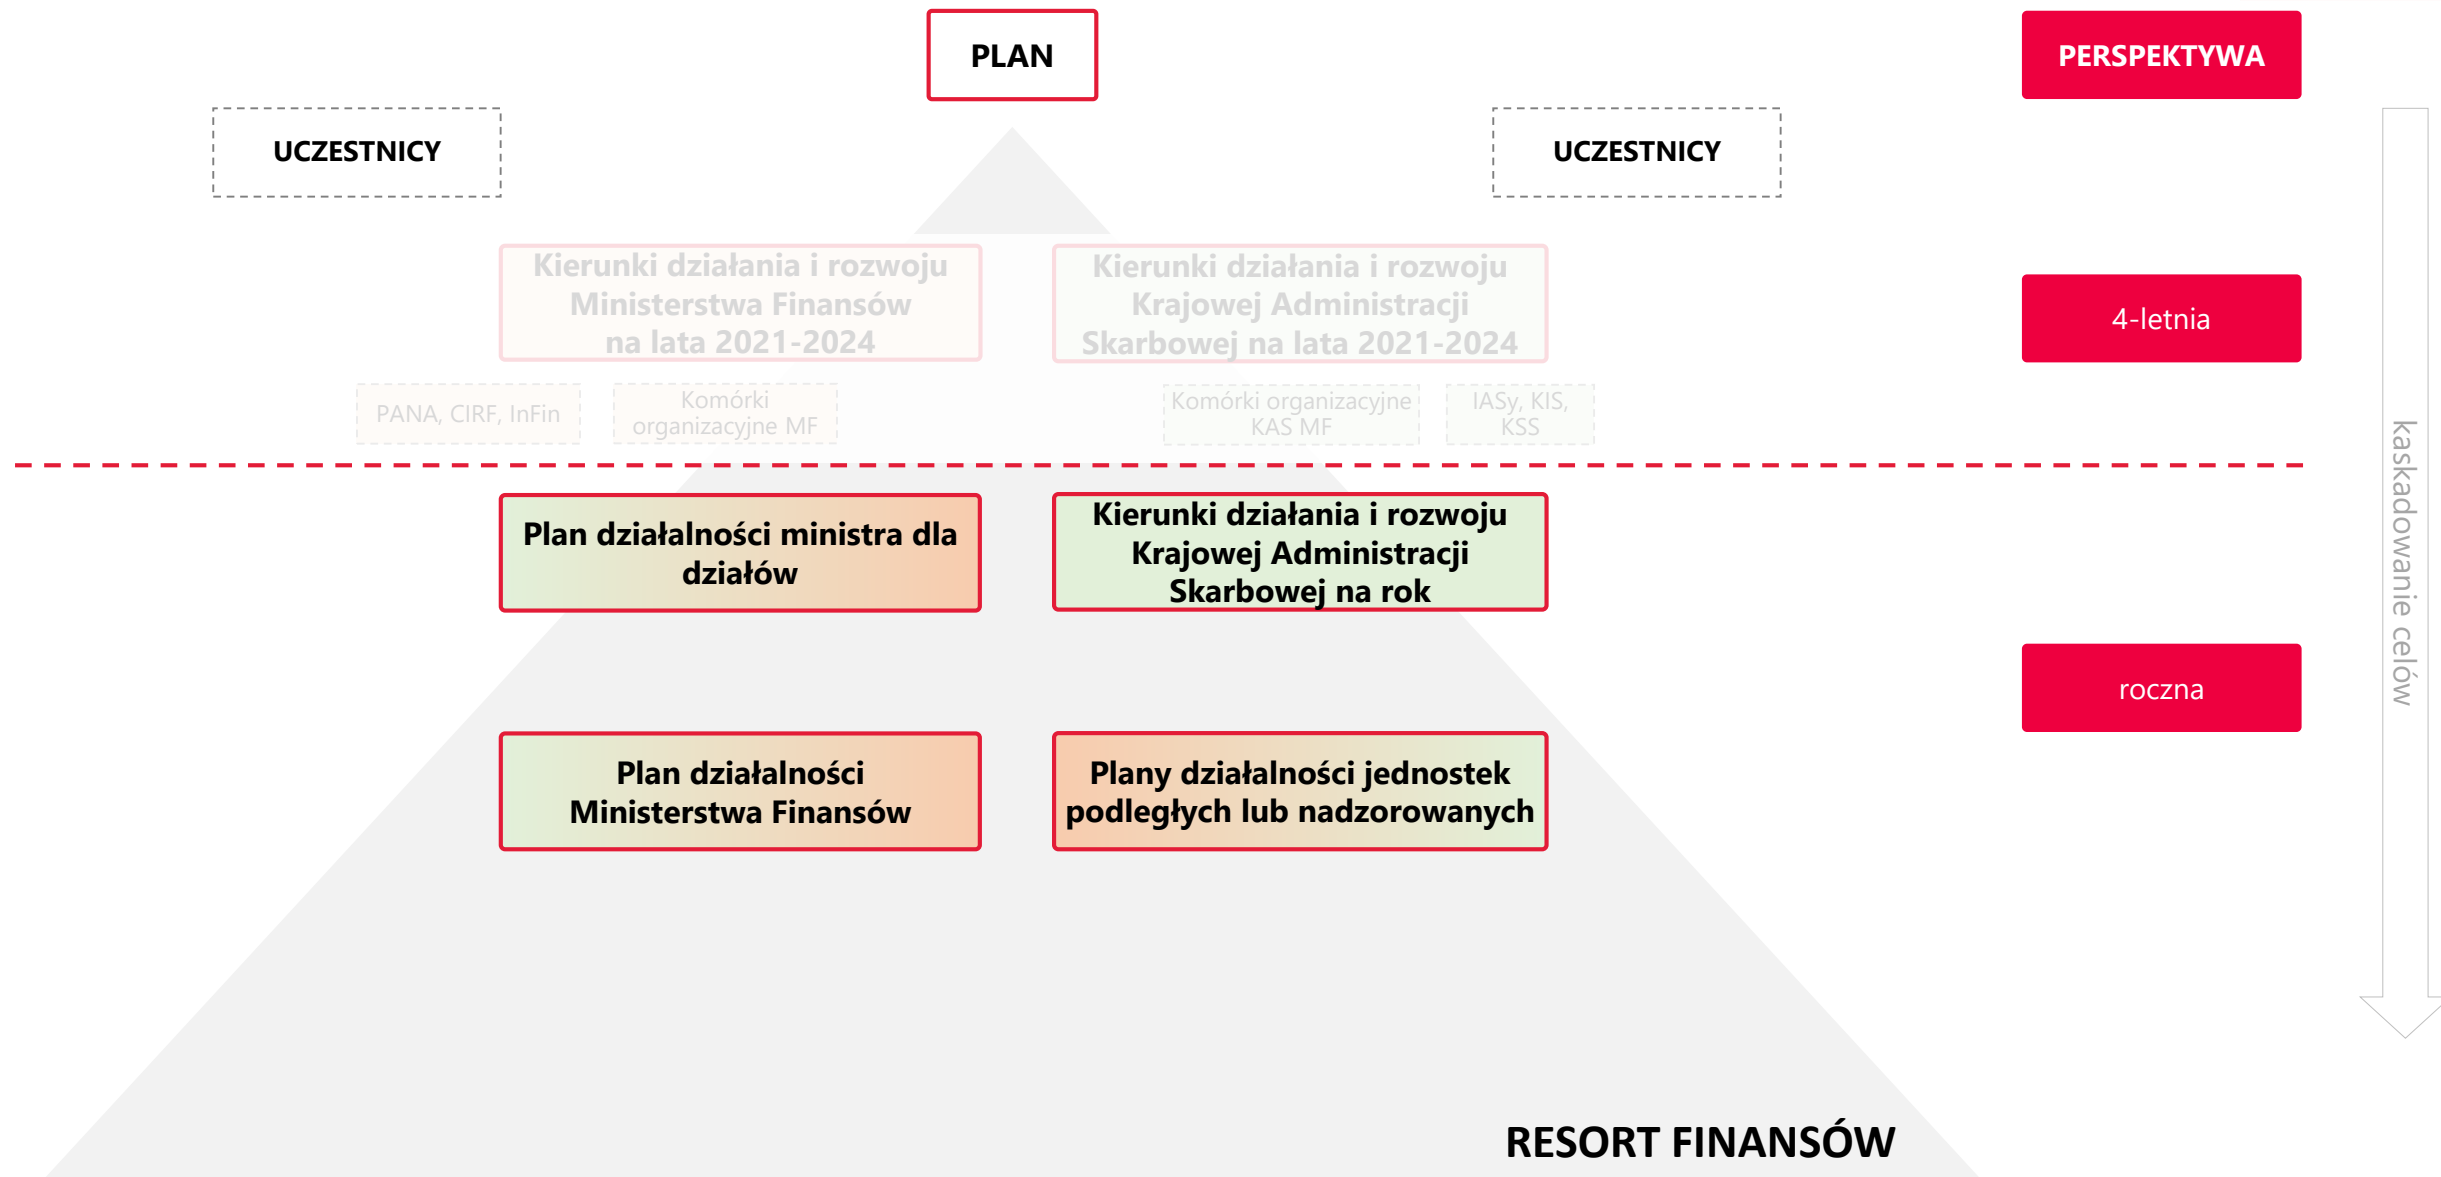 PLAN
PERSPEKTYWA
UCZESTNICY
UCZESTNICY
Kierunki działania i rozwoju
Ministerstwa Finansów
na lata 2021-2024
Kierunki działania i rozwoju
Krajowej Administracji
Skarbowej na lata 2021-2024
4-letnia
PANA, CIRF, InFin
Komórki
organizacyjne MF
Komórki organizacyjne
KAS MF
IASy, KIS,
KSS
kaskadowanie celów
Plan działalności ministra dla
działów
Kierunki działania i rozwoju
Krajowej Administracji
Skarbowej na rok
roczna
Plan działalności
Ministerstwa Finansów
Plany działalności jednostek
podległych lub nadzorowanych
RESORT FINANSÓW